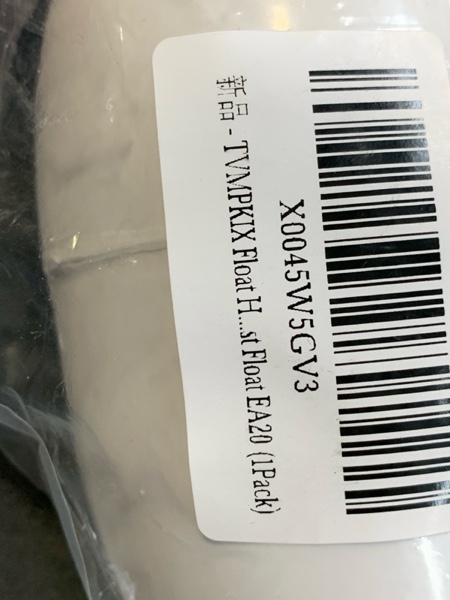 X0045W5GV3
新品 - TVMPKIX Float H...st Float EA20 (1Pack)